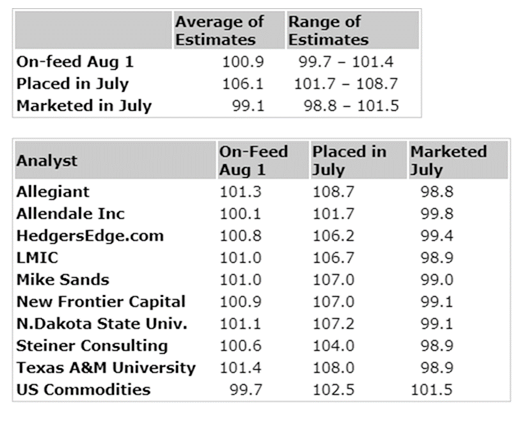 Average of Estimates Range of Estimates
On-feed Aug 1 100.9 99.7 – 101.4
Placed in July 106.1 101.7 – 108.7
Marketed in July 99.1 98.8 – 101.5
Analyst On-Feed Aug 1 Placed in July Marketed July
Allegiant 101.3 108.7 98.8
Allendale Inc 100.1 101.7 99.8
HedgersEdge.com 100.8 106.2 99.4
LMIC 101.0 106.7 98.9
Mike Sands 101.0 107.0 99.0
New Frontier Capital 100.9 107.0 99.1
N.Dakota State Univ. 101.1 107.2 99.1
Steiner Consulting 100.6 104.0 98.9
Texas A&M University 101.4 108.0 98.9
US Commodities 99.7 102.5 101.5